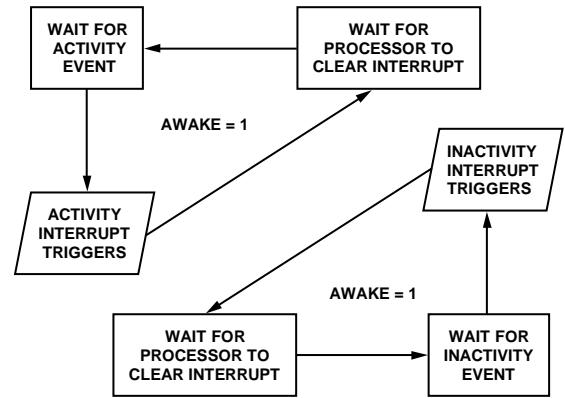 WAIT FOR
ACTIVITY
EVENT
WAIT FOR
PROCESSOR TO
CLEAR INTERRUPT
AWAKE = 1
INACTIVITY
INTERRUPT
TRIGGERS
ACTIVITY
INTERRUPT
TRIGGERS
AWAKE = 1
WAIT FOR
PROCESSOR TO
CLEAR INTERRUPT
WAIT FOR
INACTIVITY
EVENT